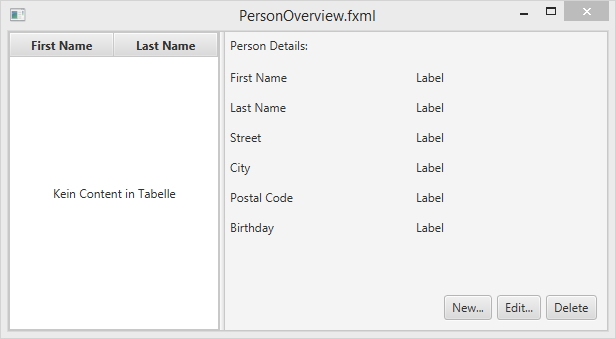 PersonOverview.fxml
First Name Last Name
Kein Content in Tabelle
Person Details:
First Name Label
Last Name Label
Street Label
City Label
Postal Code Label
Birthday Label
New... Edit... Delete